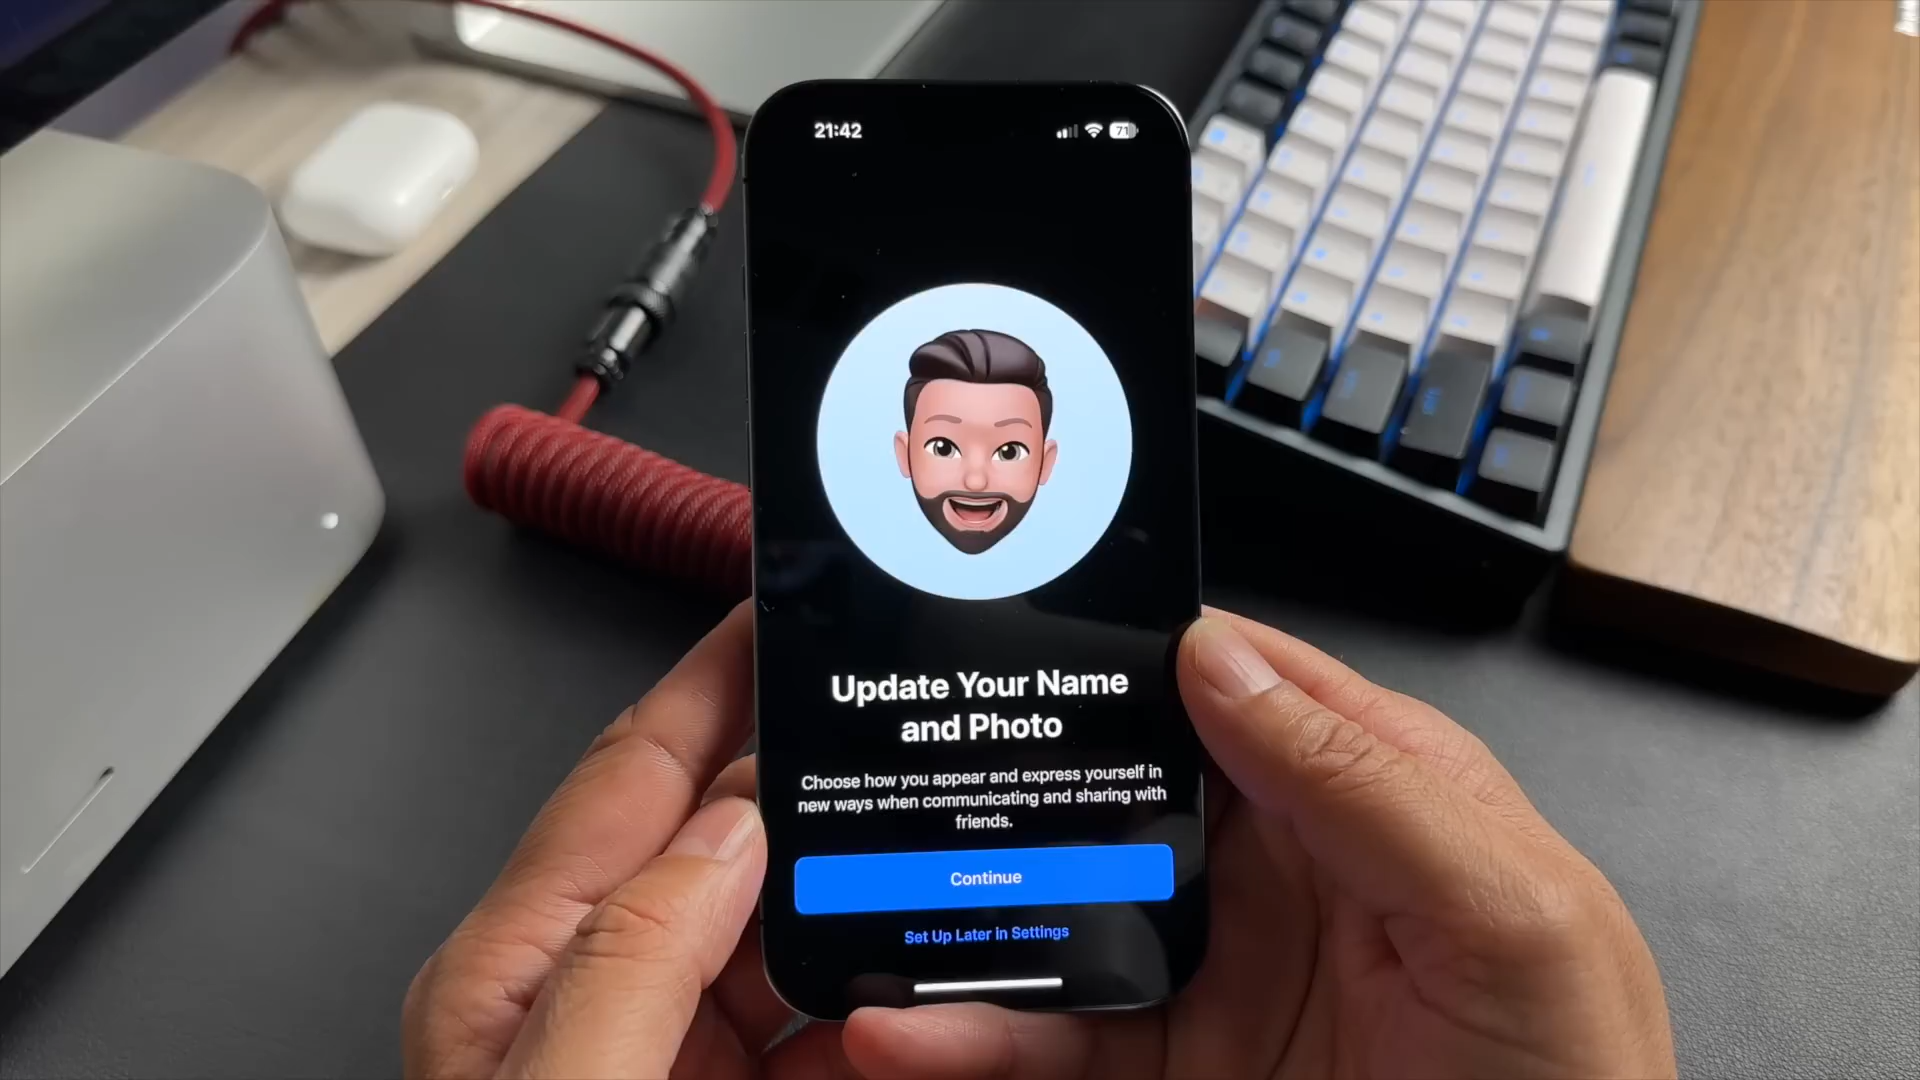 21:42
71
Update Your Name
and Photo
Choose how you appear and express yourself in
new ways when communicating and sharing with
friends.
Continue
Set Up Later in Settings